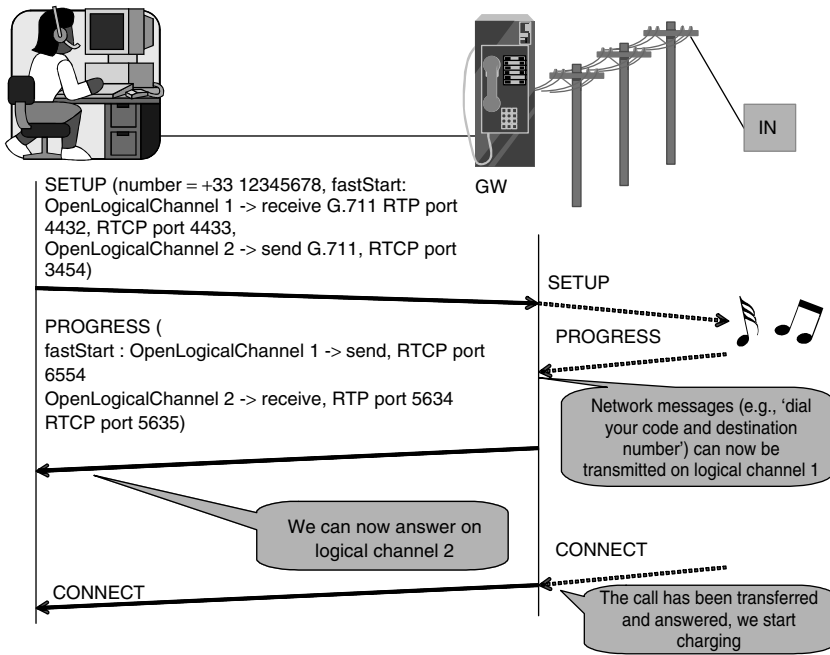 IN
GW
SETUP (number = +33 12345678, fastStart:
OpenLogicalChannel 1 -> receive G.711 RTP port
4432, RTCP port 4433,
OpenLogicalChannel 2 -> send G.711, RTCP port
3454)
SETUP
PROGRESS
PROGRESS (
fastStart : OpenLogicalChannel 1 -> send, RTCP port
6554
OpenLogicalChannel 2 -> receive, RTP port 5634
RTCP port 5635)
Network messages (e.g., ‘dial
your code and destination
number’) can now be
transmitted on logical channel 1
We can now answer on
logical channel 2
CONNECT
CONNECT
The call has been transferred
and answered, we start
charging